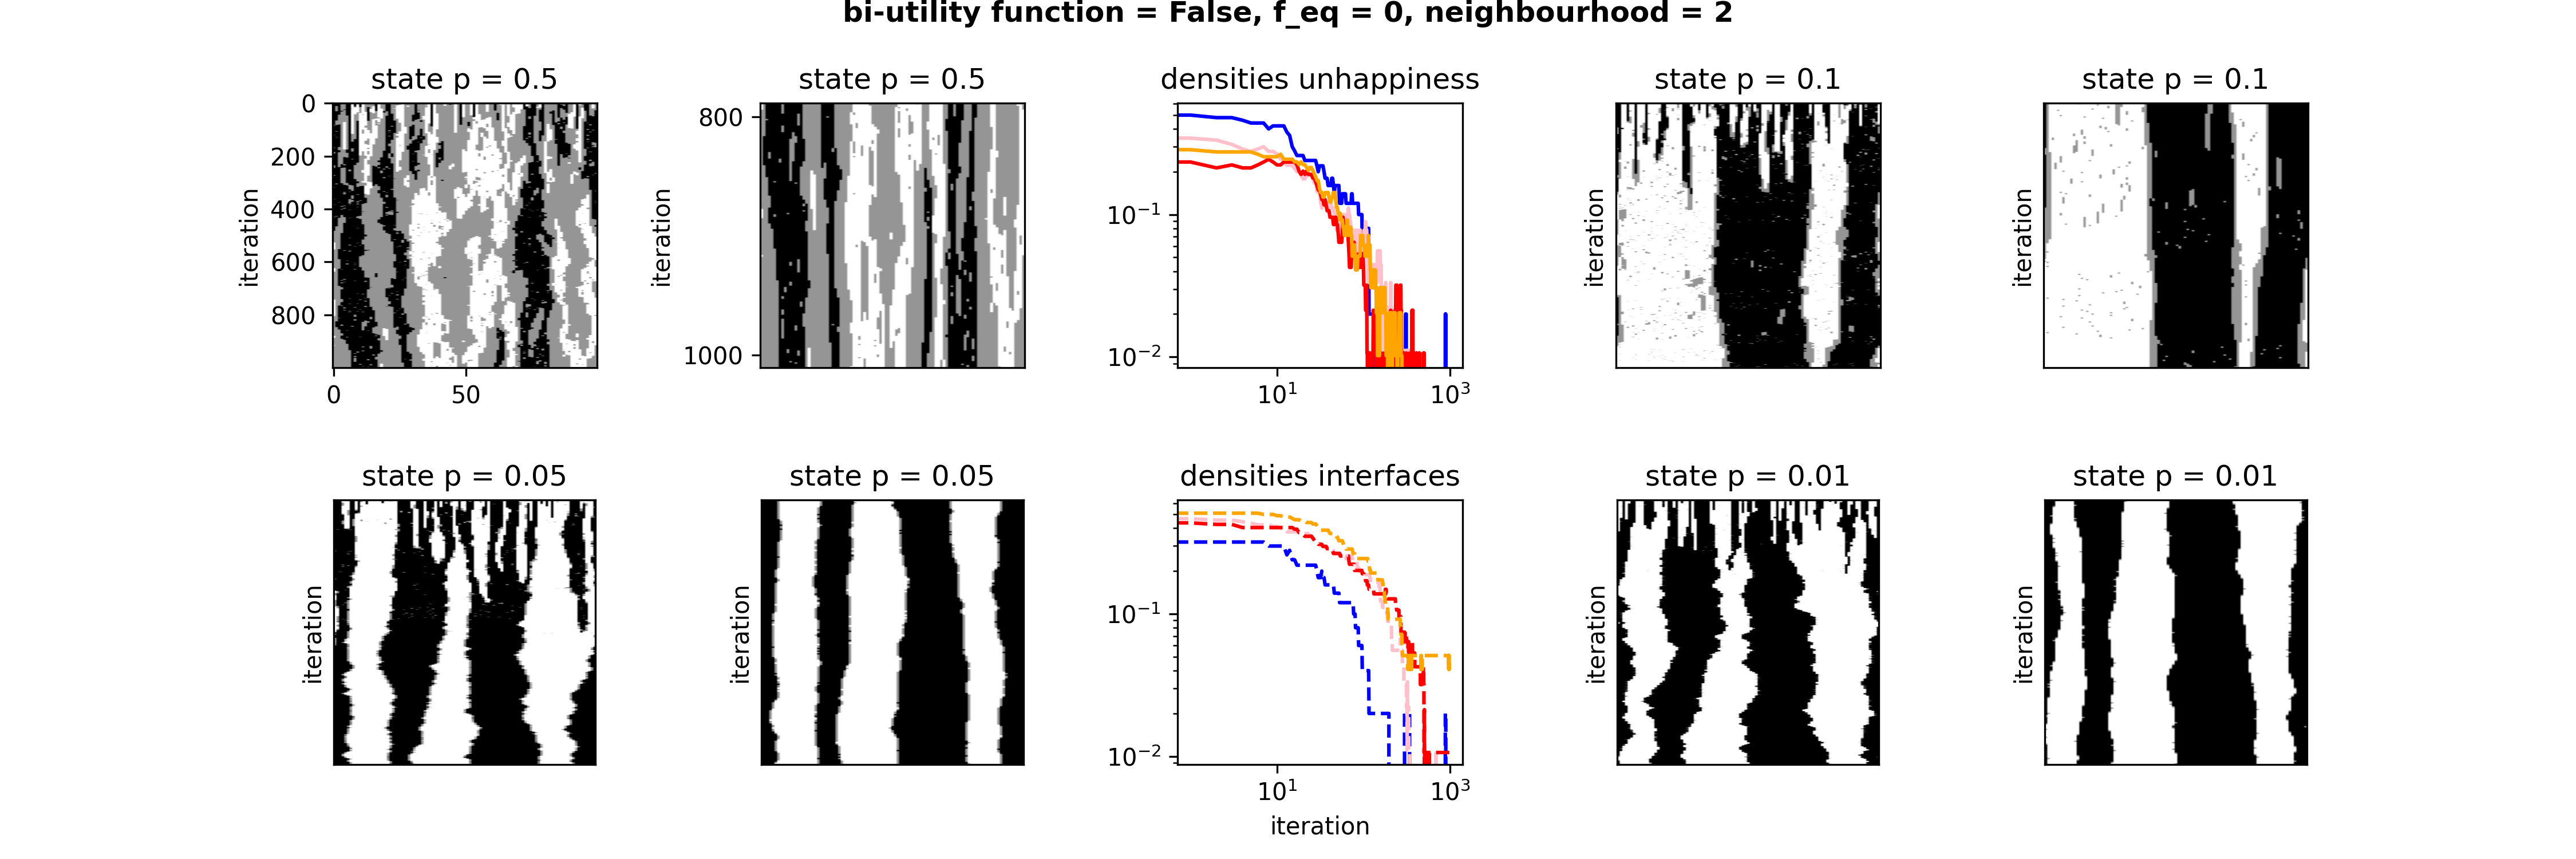 bi-utility function = False, f_eq = 0, neighbourhood = 2
state p = 0.5
state p = 0.5
densities unhappiness
state p = 0.1
state p = 0.1
0
200
400
600
800
iteration
0
50
800
1000
iteration
10⁻¹
10⁻²
10¹
10³
iteration
iteration
state p = 0.05
state p = 0.05
densities interfaces
state p = 0.01
state p = 0.01
iteration
iteration
10⁻¹
10⁻²
10¹
10³
iteration
iteration
iteration